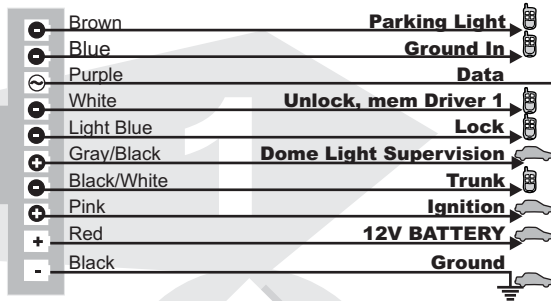 Brown Parking Light
Blue Ground In
Purple Data
White Unlock, mem Driver 1
Light Blue Lock
Gray/Black Dome Light Supervision
Black/White Trunk
Pink Ignition
Red 12V BATTERY
Black Ground
1